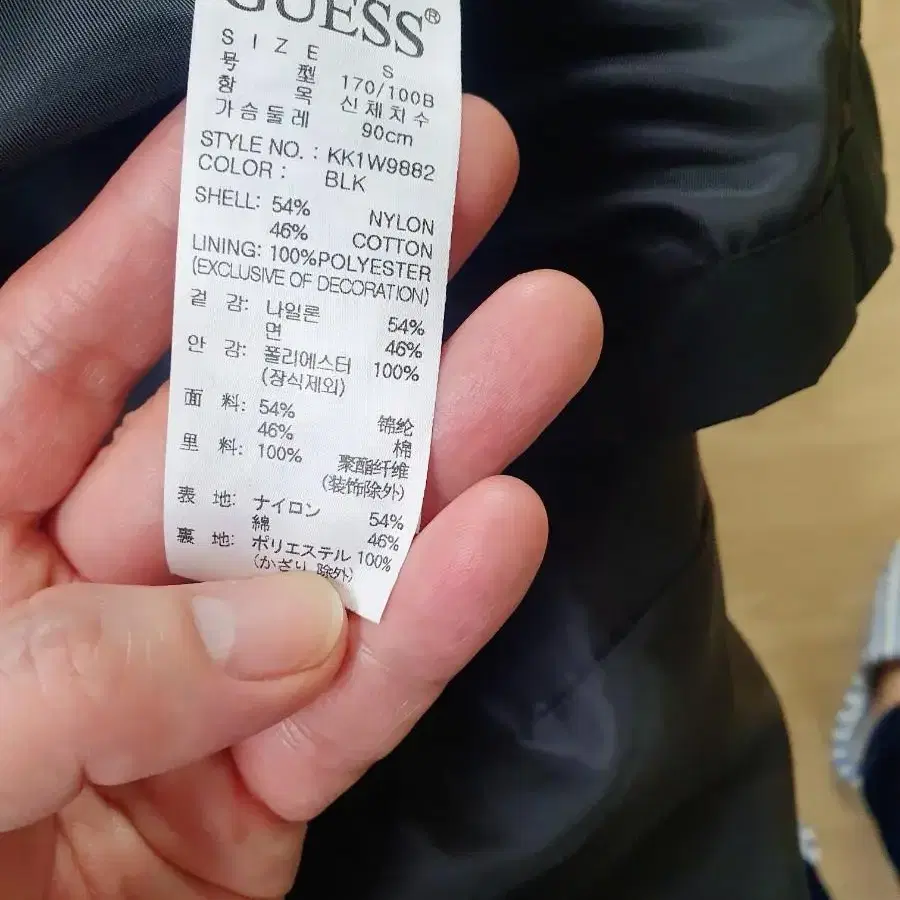 GUESS®
SIZE S
号 型 170/100B
항 목 신체치수
가슴둘레 90cm
STYLE NO. : KK1W9882
COLOR : BLK
SHELL: 54% NYLON
46% COTTON
LINING: 100%POLYESTER
(EXCLUSIVE OF DECORATION)
겉 감: 나일론 54%
면 46%
안 감: 폴리에스터 100%
(장식제외)
面 料: 54% 锦纶
46% 棉
里 料: 100% 聚酯纤维
(装饰除外)
表 地: ナイロン 54%
綿 46%
裏 地: ポリエステル 100%
(かざり 除外)